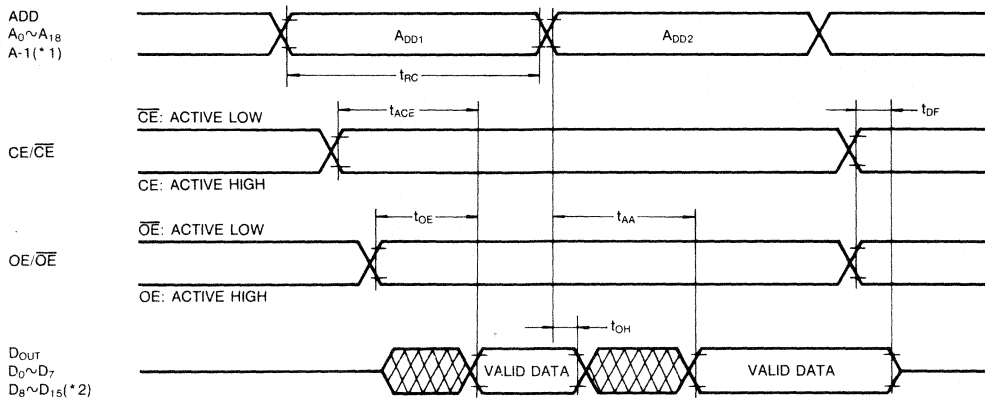 ADD
A₀~A₁₈
A-1(*1)
ADD1
ADD2
tRC
CE: ACTIVE LOW
tACE
tDF
CE/CE
CE: ACTIVE HIGH
OE: ACTIVE LOW
tOE
tAA
OE/OE
OE: ACTIVE HIGH
tOH
DOUT
D₀~D₇
D₈~D₁₅(*2)
VALID DATA
VALID DATA